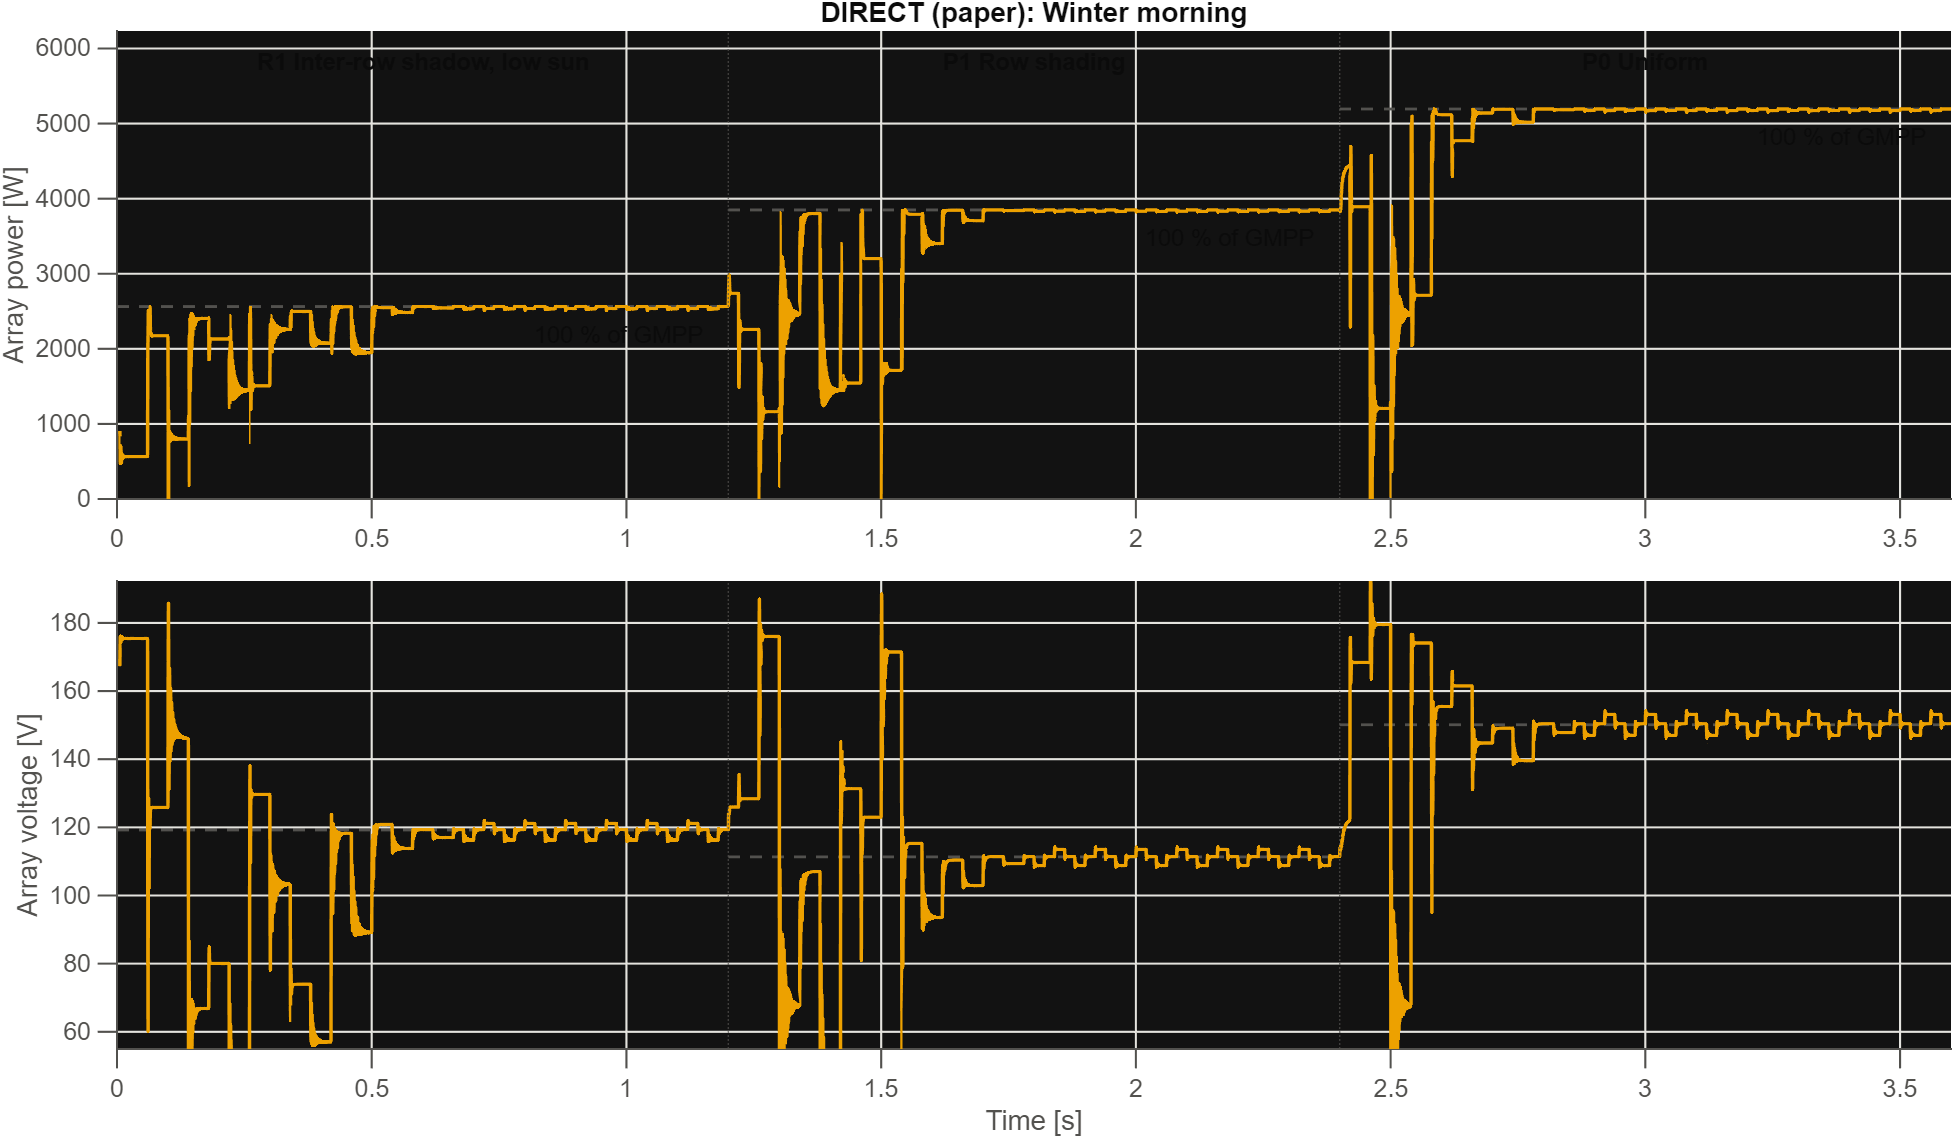 DIRECT (paper): Winter morning
R1 Inter-row shadow, low sun
P1 Row shading
P0 Uniform
Array power [W]
6000
5000
4000
3000
2000
1000
0
100 % of GMPP
100 % of GMPP
100 % of GMPP
0 0.5 1 1.5 2 2.5 3 3.5
Array voltage [V]
180
160
140
120
100
80
60
0 0.5 1 1.5 2 2.5 3 3.5
Time [s]